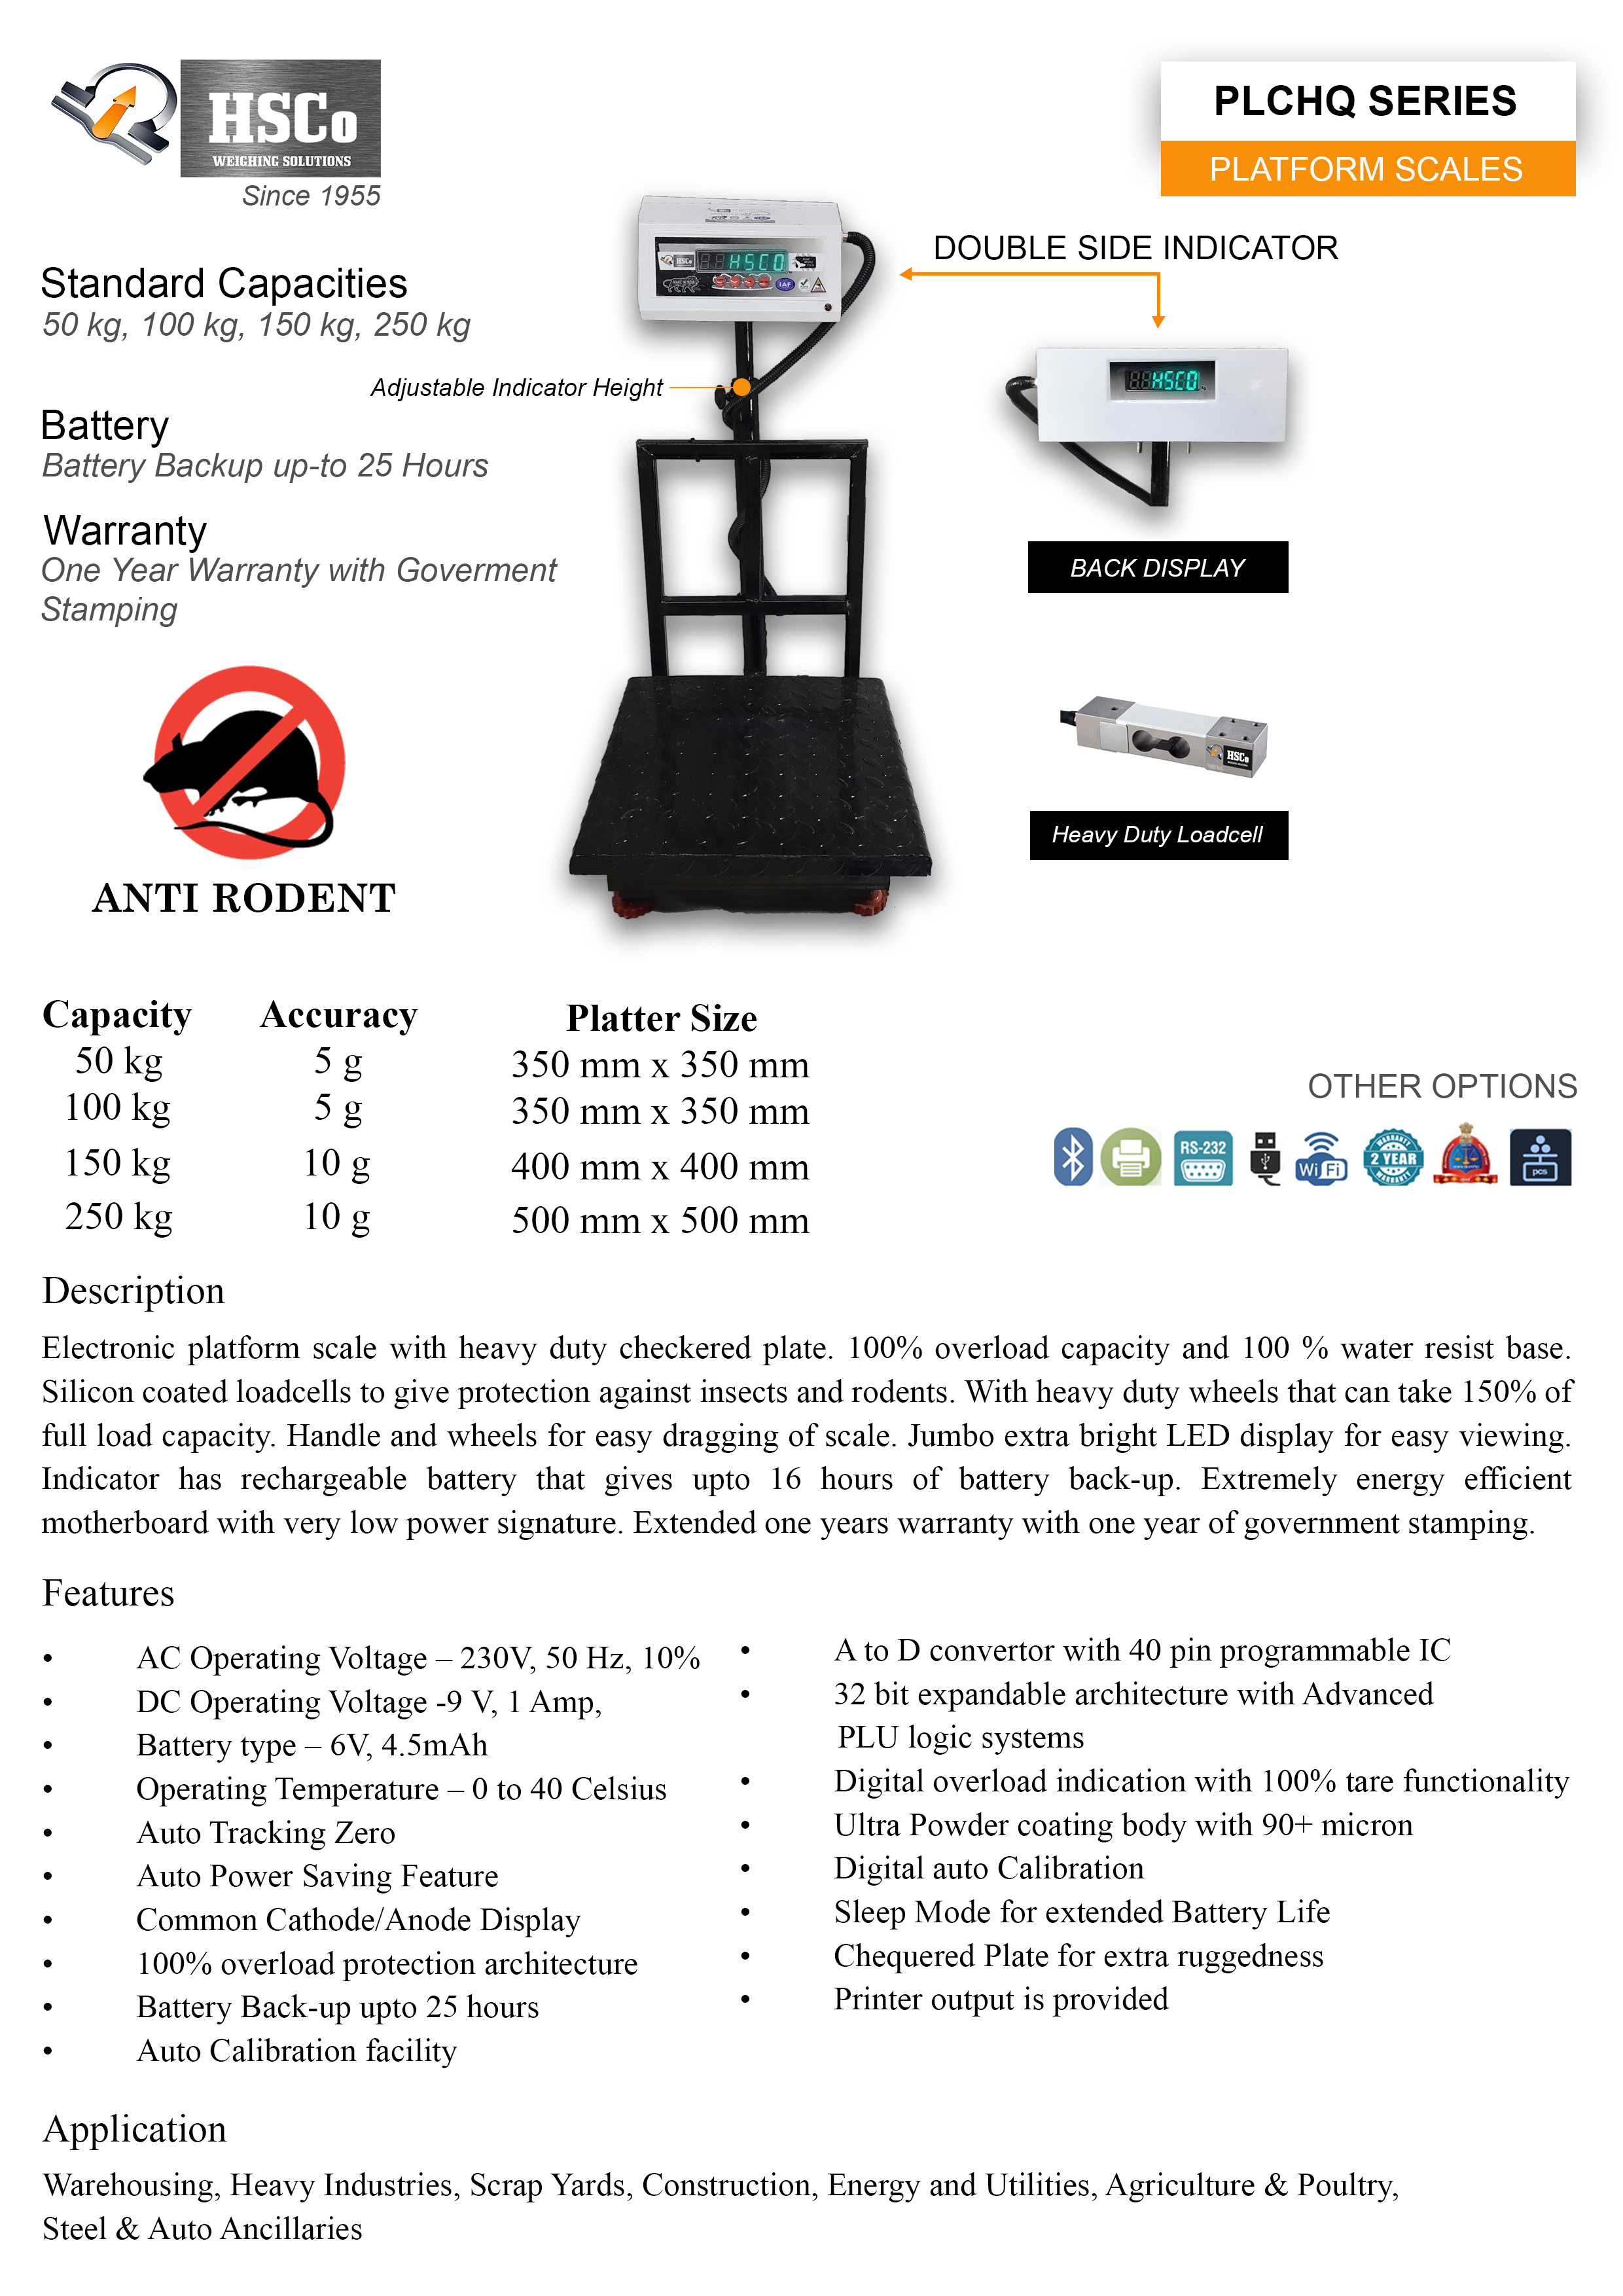 HSCo
WEIGHING SOLUTIONS
Since 1955
PLCHQ SERIES
PLATFORM SCALES
Standard Capacities
50 kg, 100 kg, 150 kg, 250 kg
DOUBLE SIDE INDICATOR
HSCO
IAF
Adjustable Indicator Height
HSCO
Battery
Battery Backup up-to 25 Hours
Warranty
One Year Warranty with Goverment
Stamping
BACK DISPLAY
HSCo
Heavy Duty Loadcell
ANTI RODENT
Capacity Accuracy Platter Size
50 kg 5 g 350 mm x 350 mm
100 kg 5 g 350 mm x 350 mm
150 kg 10 g 400 mm x 400 mm
250 kg 10 g 500 mm x 500 mm
OTHER OPTIONS
RS-232
WiFi
WARRANTY
2 YEAR
WARRANTY
pcs
Description
Electronic platform scale with heavy duty checkered plate. 100% overload capacity and 100 % water resist base.
Silicon coated loadcells to give protection against insects and rodents. With heavy duty wheels that can take 150% of
full load capacity. Handle and wheels for easy dragging of scale. Jumbo extra bright LED display for easy viewing.
Indicator has rechargeable battery that gives upto 16 hours of battery back-up. Extremely energy efficient
motherboard with very low power signature. Extended one years warranty with one year of government stamping.
Features
• AC Operating Voltage – 230V, 50 Hz, 10%
• DC Operating Voltage -9 V, 1 Amp,
• Battery type – 6V, 4.5mAh
• Operating Temperature – 0 to 40 Celsius
• Auto Tracking Zero
• Auto Power Saving Feature
• Common Cathode/Anode Display
• 100% overload protection architecture
• Battery Back-up upto 25 hours
• Auto Calibration facility
• A to D convertor with 40 pin programmable IC
• 32 bit expandable architecture with Advanced
PLU logic systems
• Digital overload indication with 100% tare functionality
• Ultra Powder coating body with 90+ micron
• Digital auto Calibration
• Sleep Mode for extended Battery Life
• Chequered Plate for extra ruggedness
• Printer output is provided
Application
Warehousing, Heavy Industries, Scrap Yards, Construction, Energy and Utilities, Agriculture & Poultry,
Steel & Auto Ancillaries